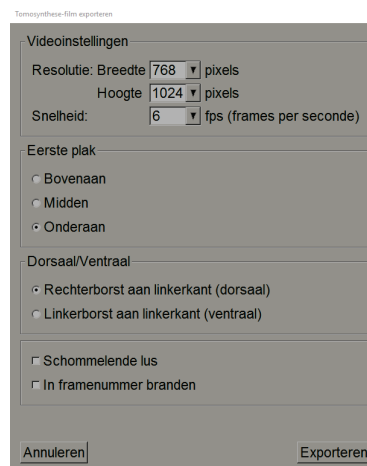 Tomosynthese-film exporteren
Videoinstellingen
Resolutie: Breedte 768 pixels
Hoogte 1024 pixels
Snelheid: 6 fps (frames per seconde)
Eerste plak
Bovenaan
Midden
Onderaan
Dorsaal/Ventraal
Rechterborst aan linkerkant (dorsaal)
Linkerborst aan linkerkant (ventraal)
Schommelende lus
In framenummer branden
Annuleren Exporteren